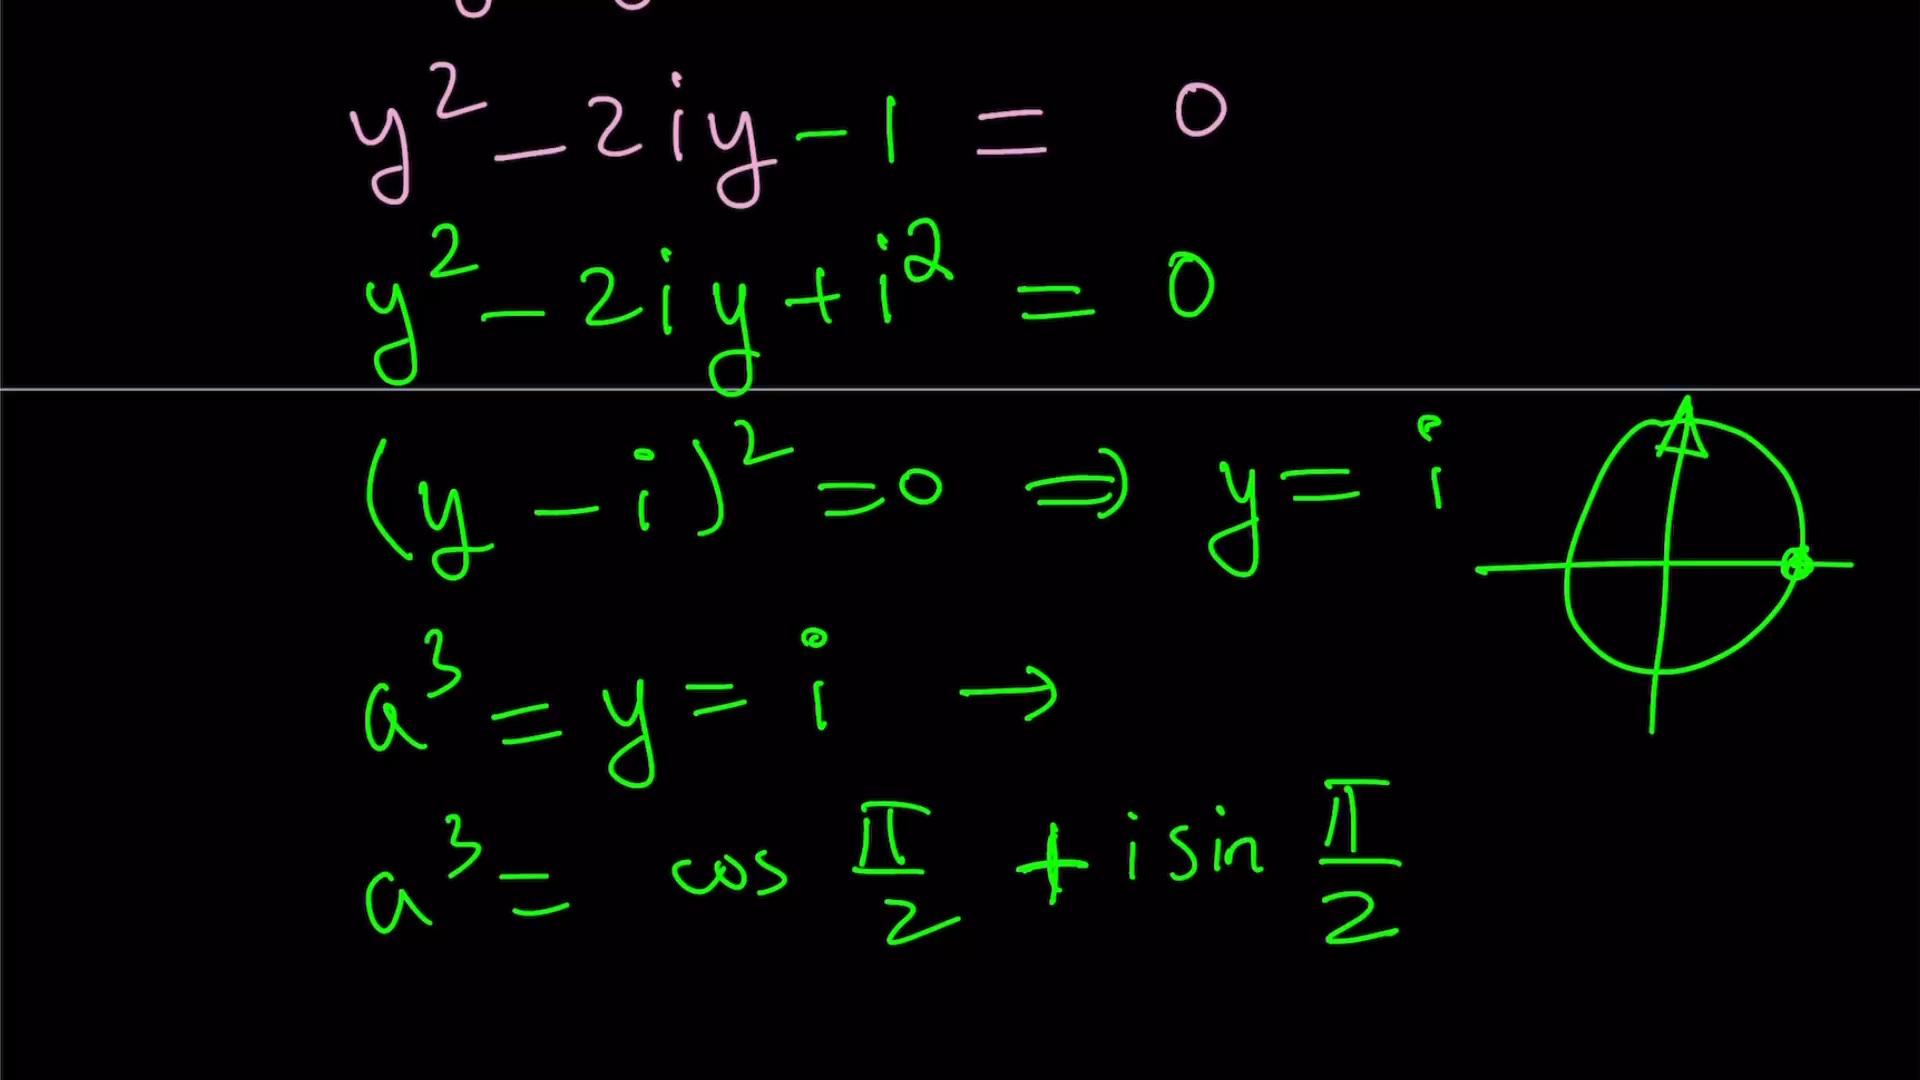 y² - 2iy - 1 = 0
y² - 2iy + i² = 0
(y - i)² = 0 ⇒ y = i
a³ = y = i →
a³ = cos π/2 + i sin π/2